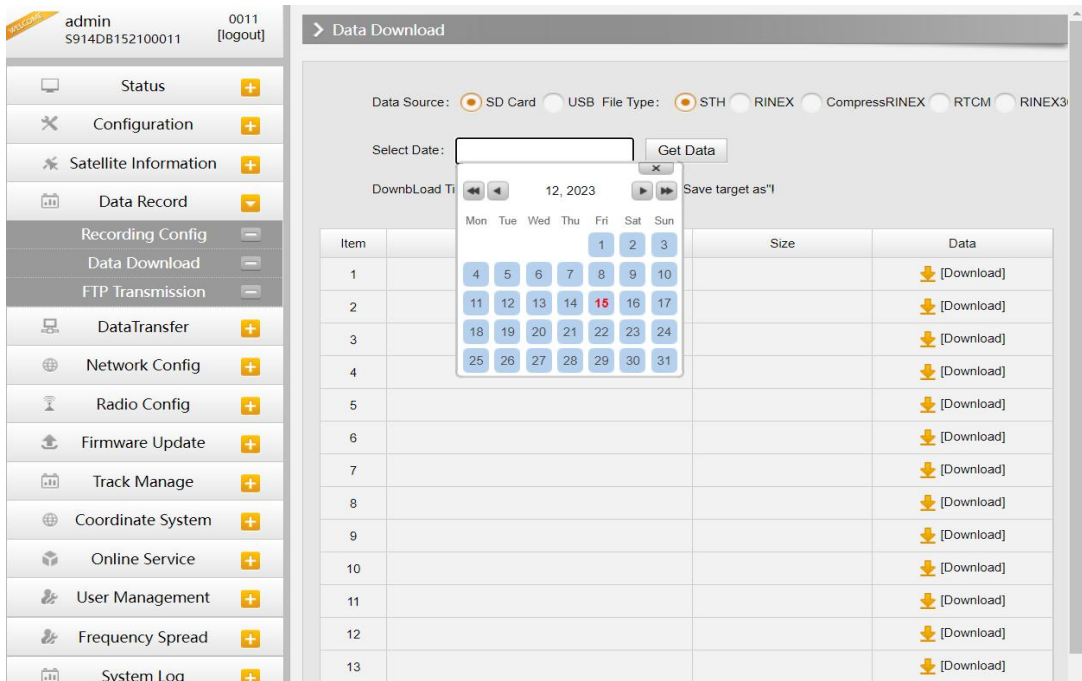 WELCOME
admin
0011
S914DB152100011
[logout]
Status
Configuration
Satellite Information
Data Record
Recording Config
Data Download
FTP Transmission
DataTransfer
Network Config
Radio Config
Firmware Update
Track Manage
Coordinate System
Online Service
User Management
Frequency Spread
System Log
Data Download
Data Source: SD Card USB File Type: STH RINEX CompressRINEX RTCM RINEX3
Select Date: Get Data
DownbLoad Ti Save target as"
12, 2023
Mon Tue Wed Thu Fri Sat Sun
1 2 3
4 5 6 7 8 9 10
11 12 13 14 15 16 17
18 19 20 21 22 23 24
25 26 27 28 29 30 31
Item Size Data
1 [Download]
2 [Download]
3 [Download]
4 [Download]
5 [Download]
6 [Download]
7 [Download]
8 [Download]
9 [Download]
10 [Download]
11 [Download]
12 [Download]
13 [Download]